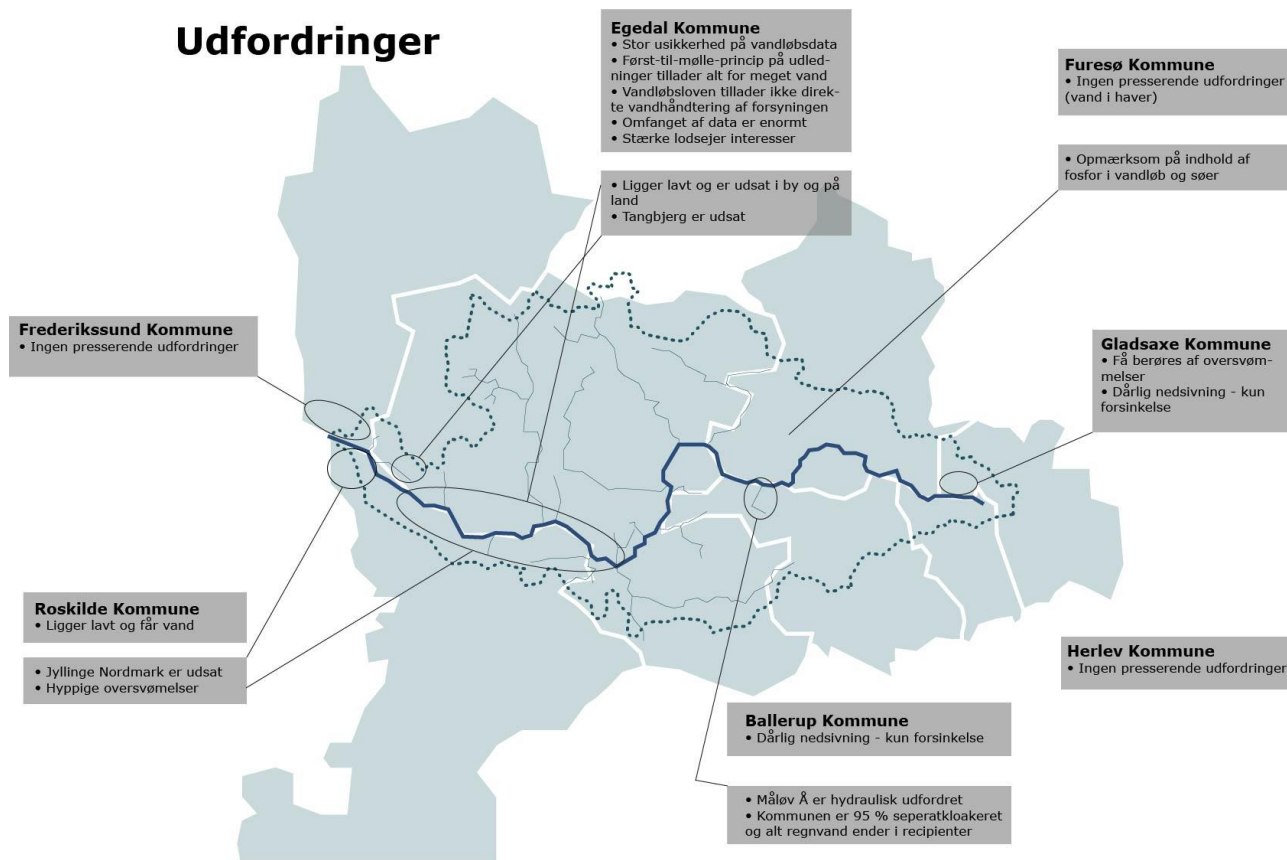 Udfordringer
Egedal Kommune
• Stor usikkerhed på vandløbsdata
• Først-til-mølle-princip på udled-
ninger tillader alt for meget vand
• Vandløbsloven tillader ikke direk-
te vandhåndtering af forsyningen
• Omfanget af data er enormt
• Stærke lodsejer interesser
• Ligger lavt og er udsat i by og på
land
• Tangbjerg er udsat
Furesø Kommune
• Ingen presserende udfordringer
(vand i haver)
• Opmærksom på indhold af
fosfor i vandløb og søer
Frederikssund Kommune
• Ingen presserende udfordringer
Gladsaxe Kommune
• Få berøres af oversvøm-
melser
• Dårlig nedsivning - kun
forsinkelse
Roskilde Kommune
• Ligger lavt og får vand
• Jyllinge Nordmark er udsat
• Hyppige oversvømelser
Herlev Kommune
• Ingen presserende udfordringer
Ballerup Kommune
• Dårlig nedsivning - kun forsinkelse
• Måløv Å er hydraulisk udfordret
• Kommunen er 95 % seperatkloakeret
og alt regnvand ender i recipienter